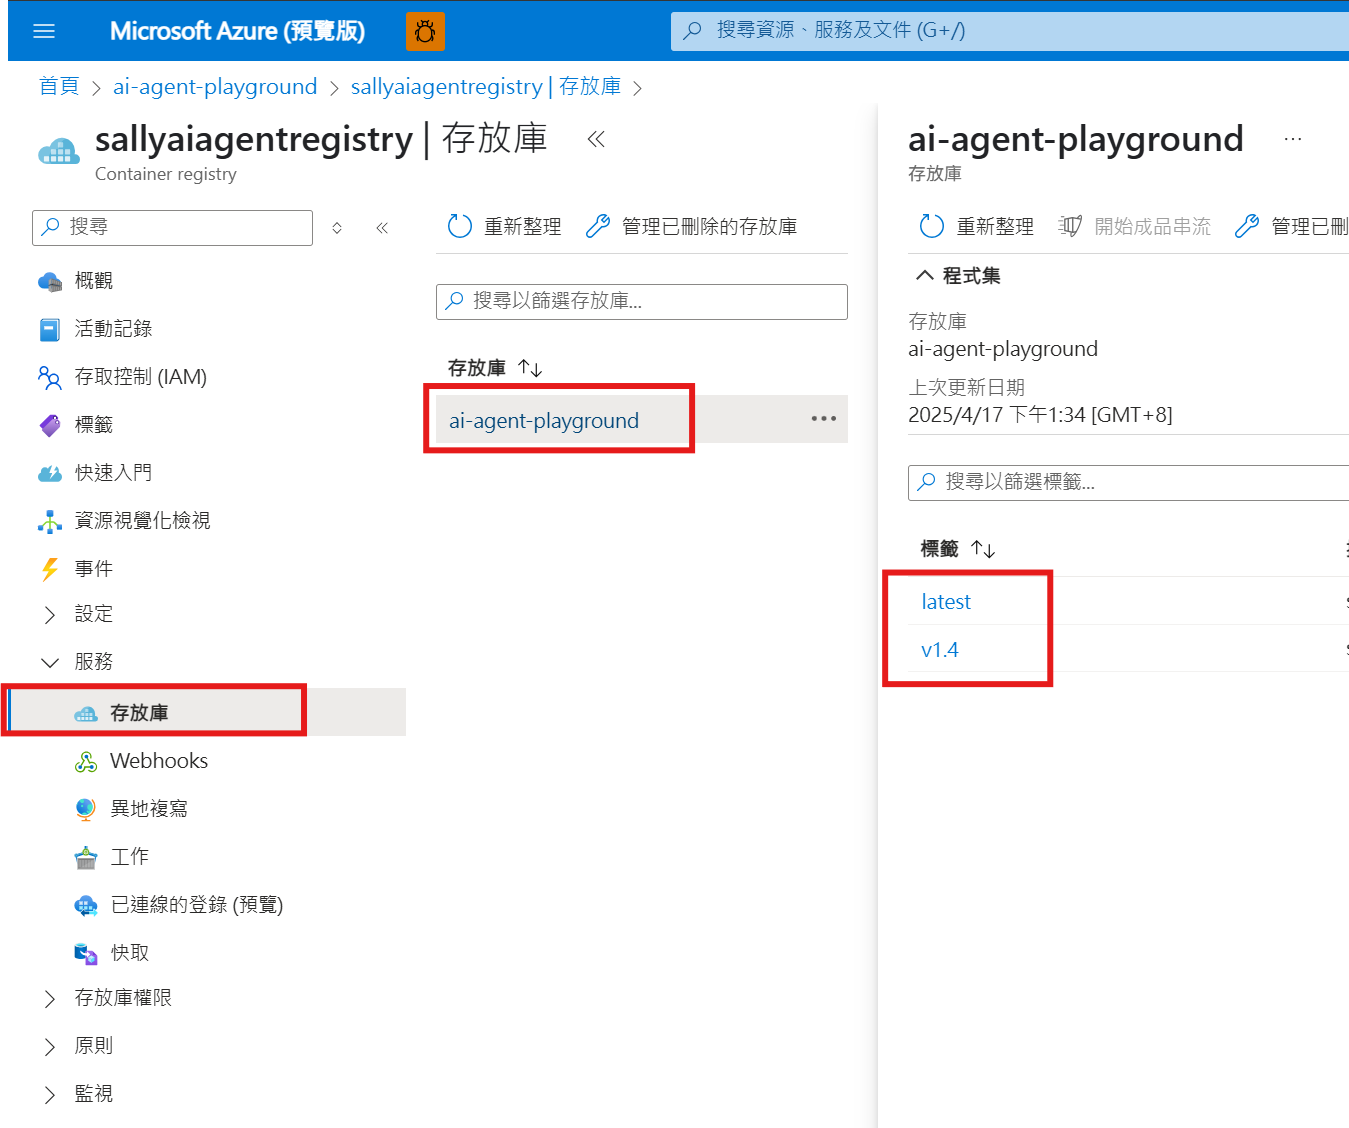 Microsoft Azure (預覽版)
搜尋資源、服務及文件 (G+/)
首頁 > ai-agent-playground > sallyaiagentregistry | 存放庫 >
sallyaiagentregistry | 存放庫
Container registry
搜尋
概觀
活動記錄
存取控制 (IAM)
標籤
快速入門
資源視覺化檢視
事件
設定
服務
存放庫
Webhooks
異地複寫
工作
已連線的登錄 (預覽)
快取
存放庫權限
原則
監視
重新整理
管理已刪除的存放庫
搜尋以篩選存放庫...
存放庫
ai-agent-playground
ai-agent-playground
存放庫
重新整理
開始成品串流
管理已刪
程式集
存放庫
ai-agent-playground
上次更新日期
2025/4/17 下午1:34 [GMT+8]
搜尋以篩選標籤...
標籤
latest
v1.4